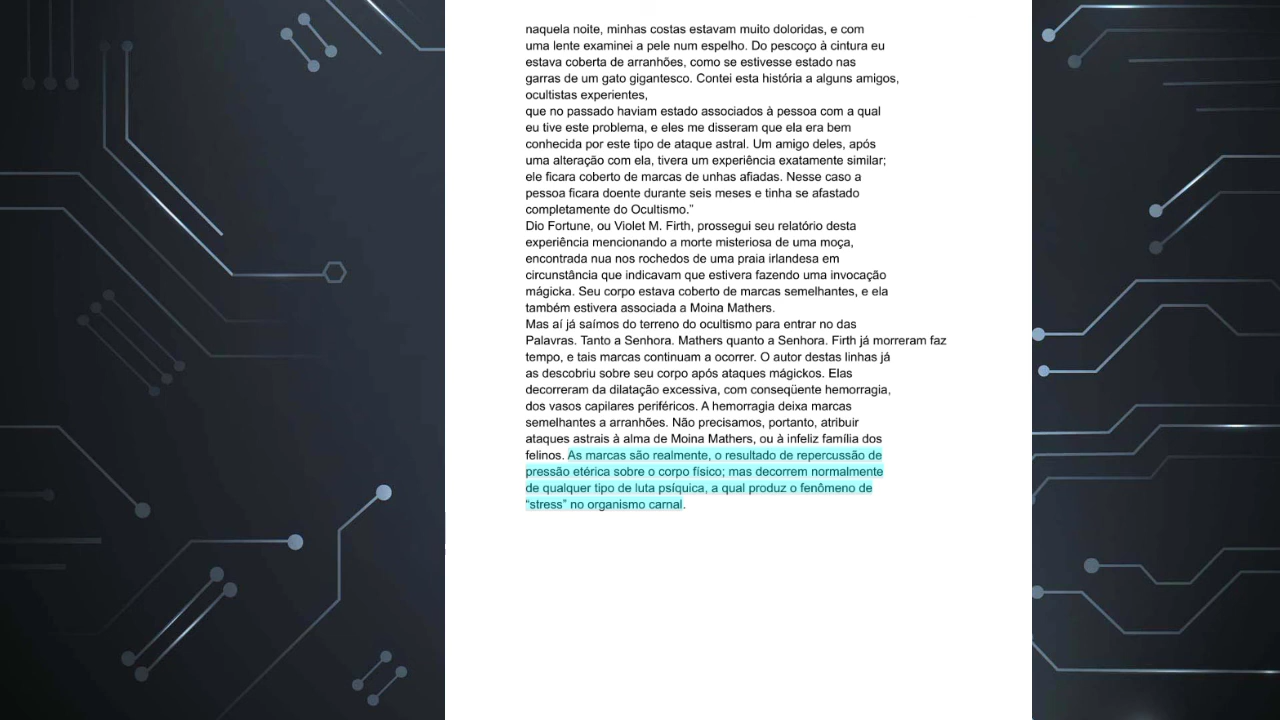 naquela noite, minhas costas estavam muito doloridas, e com
uma lente examinei a pele num espelho. Do pescoço à cintura eu
estava coberta de arranhões, como se estivesse estado nas
garras de um gato gigantesco. Contei esta história a alguns amigos,
ocultistas experientes,
que no passado haviam estado associados à pessoa com a qual
eu tive este problema, e eles me disseram que ela era bem
conhecida por este tipo de ataque astral. Um amigo deles, após
uma alteração com ela, tivera um experiência exatamente similar;
ele ficara coberto de marcas de unhas afiadas. Nesse caso a
pessoa ficara doente durante seis meses e tinha se afastado
completamente do Ocultismo.”
Dio Fortune, ou Violet M. Firth, prossegui seu relatório desta
experiência mencionando a morte misteriosa de uma moça,
encontrada nua nos rochedos de uma praia irlandesa em
circunstância que indicavam que estivera fazendo uma invocação
mágicka. Seu corpo estava coberto de marcas semelhantes, e ela
também estivera associada a Moina Mathers.
Mas aí já saímos do terreno do ocultismo para entrar no das
Palavras. Tanto a Senhora. Mathers quanto a Senhora. Firth já morreram faz
tempo, e tais marcas continuam a ocorrer. O autor destas linhas já
as descobriu sobre seu corpo após ataques mágickos. Elas
decorreram da dilatação excessiva, com conseqüente hemorragia,
dos vasos capilares periféricos. A hemorragia deixa marcas
semelhantes a arranhões. Não precisamos, portanto, atribuir
ataques astrais à alma de Moina Mathers, ou à infeliz família dos
felinos. As marcas são realmente, o resultado de repercussão de
pressão etérica sobre o corpo físico; mas decorrem normalmente
de qualquer tipo de luta psíquica, a qual produz o fenômeno de
“stress” no organismo carnal.